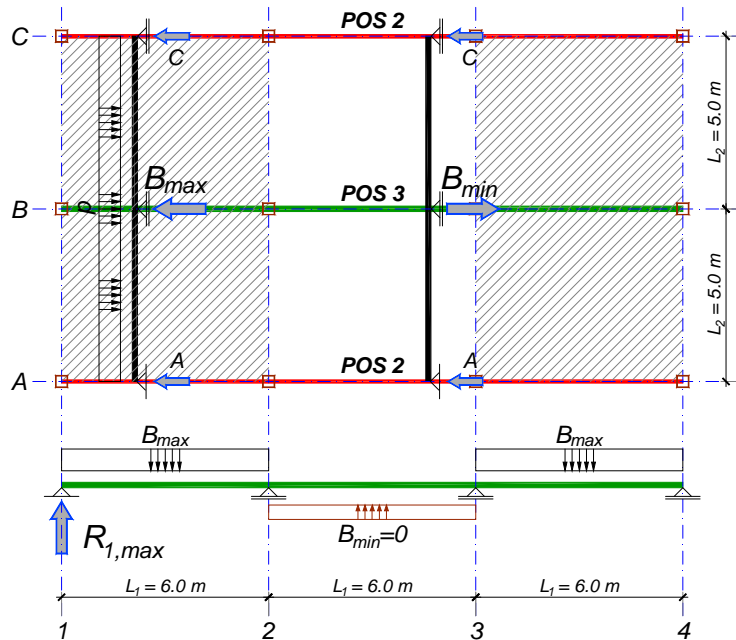 C
POS 2
C
C
L2 = 5.0 m
Bmax
POS 3
Bmin
p
B
L2 = 5.0 m
A
POS 2
A
A
Bmax
Bmax
R1,max
Bmin=0
L1 = 6.0 m
L1 = 6.0 m
L1 = 6.0 m
1
2
3
4